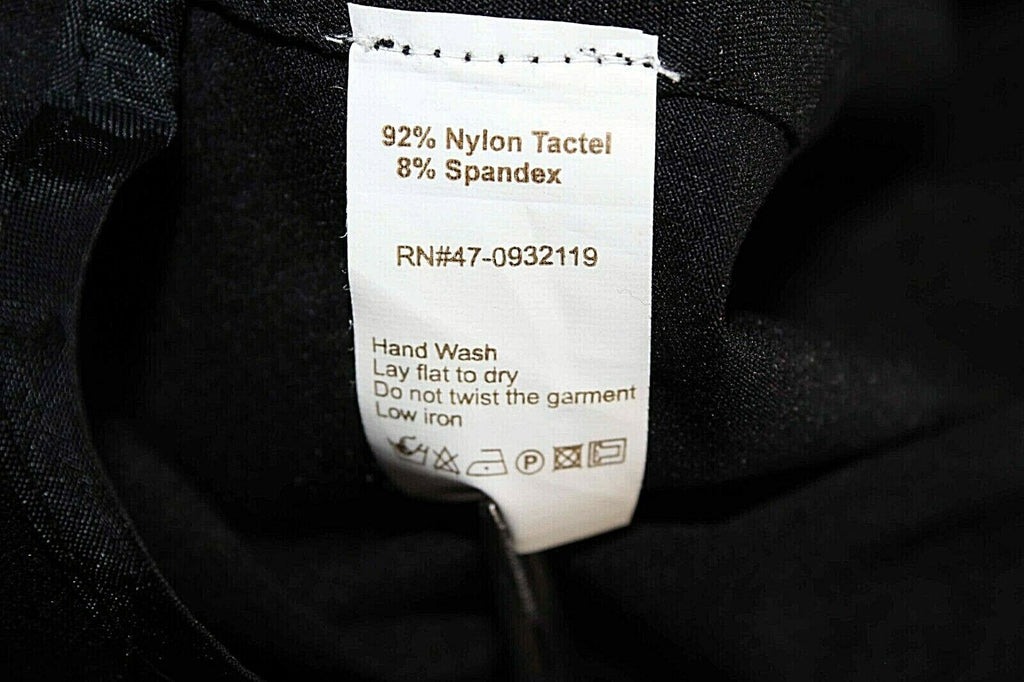 92% Nylon Tactel
8% Spandex
RN#47-0932119
Hand Wash
Lay flat to dry
Do not twist the garment
Low iron
P